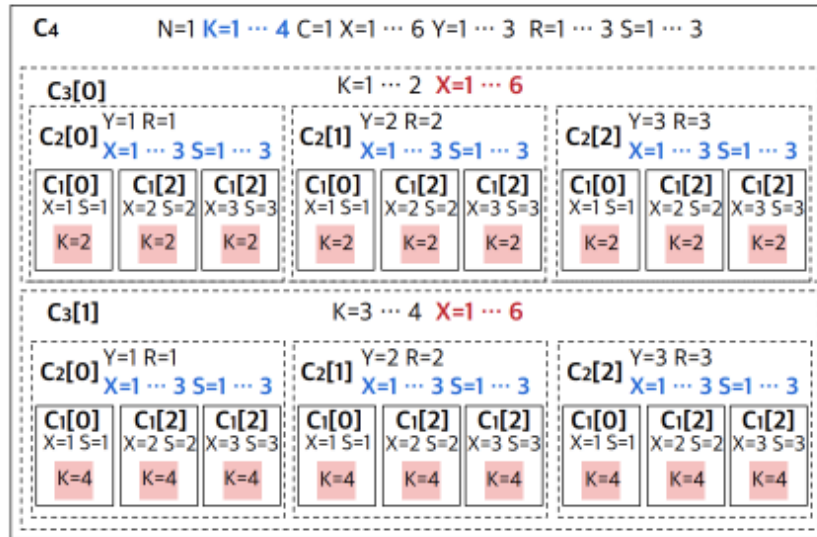 C4 N=1 K=1 ··· 4 C=1 X=1 ··· 6 Y=1 ··· 3 R=1 ··· 3 S=1 ··· 3
C3[0] K=1 ··· 2 X=1 ··· 6
C2[0] Y=1 R=1
X=1 ··· 3 S=1 ··· 3
C2[1] Y=2 R=2
X=1 ··· 3 S=1 ··· 3
C2[2] Y=3 R=3
X=1 ··· 3 S=1 ··· 3
C1[0] C1[2] C1[2] C1[0] C1[2] C1[2] C1[0] C1[2] C1[2]
X=1 S=1 X=2 S=2 X=3 S=3 X=1 S=1 X=2 S=2 X=3 S=3 X=1 S=1 X=2 S=2 X=3 S=3
K=2 K=2 K=2 K=2 K=2 K=2 K=2 K=2 K=2
C3[1] K=3 ··· 4 X=1 ··· 6
C2[0] Y=1 R=1
X=1 ··· 3 S=1 ··· 3
C2[1] Y=2 R=2
X=1 ··· 3 S=1 ··· 3
C2[2] Y=3 R=3
X=1 ··· 3 S=1 ··· 3
C1[0] C1[2] C1[2] C1[0] C1[2] C1[2] C1[0] C1[2] C1[2]
X=1 S=1 X=2 S=2 X=3 S=3 X=1 S=1 X=2 S=2 X=3 S=3 X=1 S=1 X=2 S=2 X=3 S=3
K=4 K=4 K=4 K=4 K=4 K=4 K=4 K=4 K=4